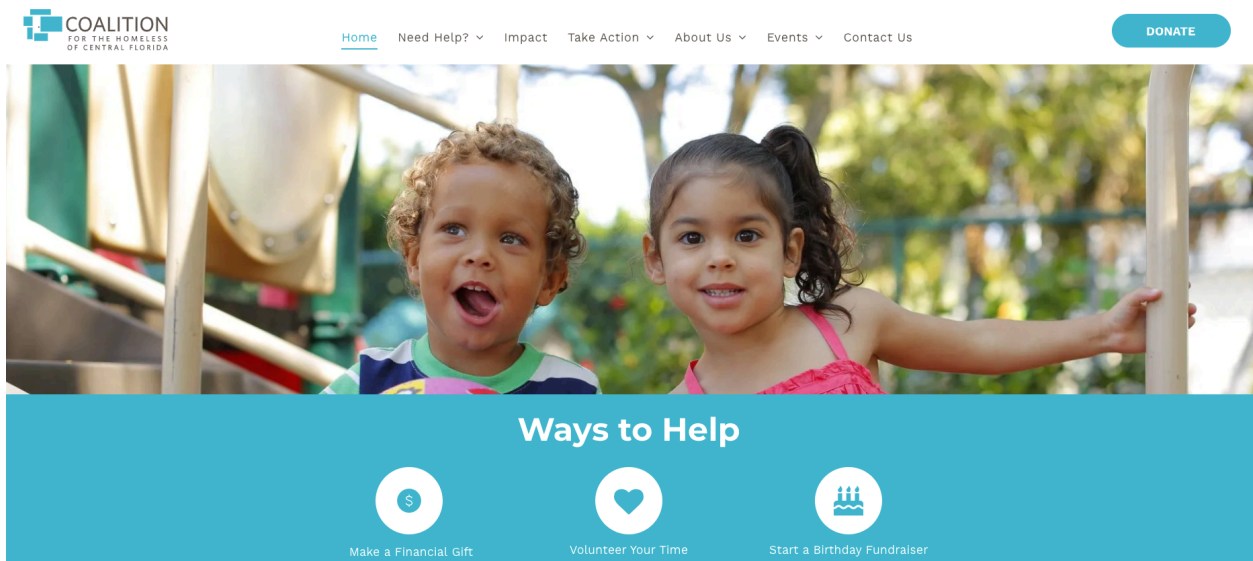 COALITION
FOR THE HOMELESS
OF CENTRAL FLORIDA
Home Need Help? Impact Take Action About Us Events Contact Us
DONATE
Ways to Help
$
Make a Financial Gift
Volunteer Your Time
Start a Birthday Fundraiser